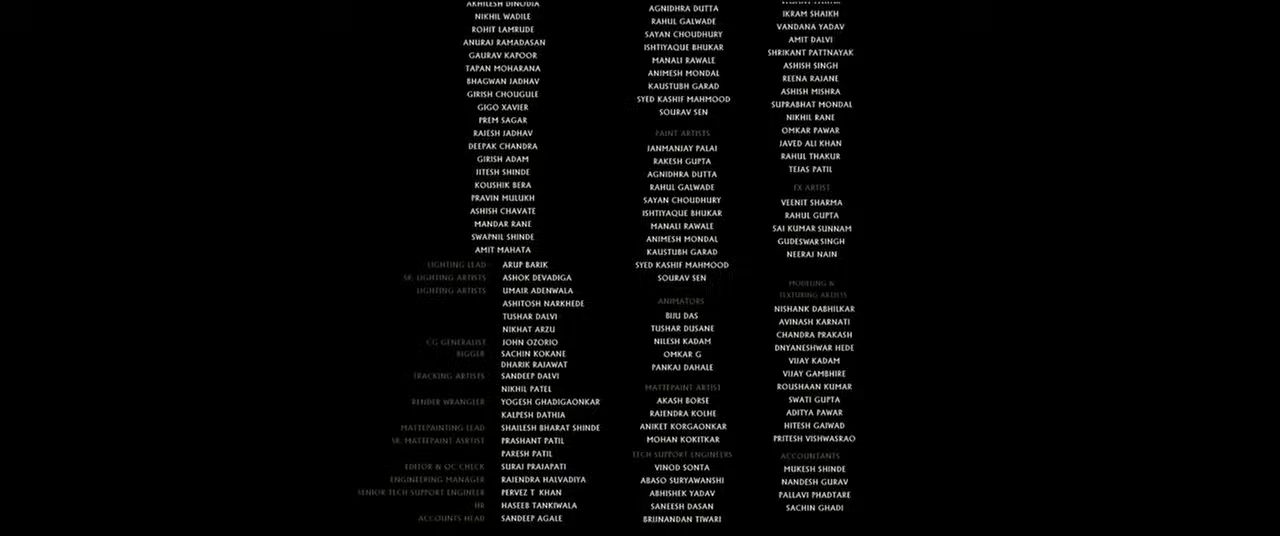 AKHILESH DINODIA
NIKHIL WADILE
ROHIT LAMRUDE
ANURAJ RAMADASAN
GAURAV KAPOOR
TAPAN MOHARANA
BHAGWAN JADHAV
GIRISH CHOUGULE
GIGO XAVIER
PREM SAGAR
RAJESH JADHAV
DEEPAK CHANDRA
GIRISH ADAM
JITESH SHINDE
KOUSHIK BERA
PRAVIN MULUKH
ASHISH CHAVATE
MANDAR RANE
SWAPNIL SHINDE
AMIT MAHATA
LIGHTING LEAD ARUP BARIK
SR. LIGHTING ARTISTS ASHOK DEVADIGA
LIGHTING ARTISTS UMAIR ADENWALA
ASHITOSH NARKHEDE
TUSHAR DALVI
NIKHAT ARZU
CG GENERALIST JOHN OZORIO
RIGGER SACHIN KOKANE
DHARIK RAJAWAT
TRACKING ARTISTS SANDEEP DALVI
NIKHIL PATEL
RENDER WRANGLER YOGESH GHADIGAONKAR
KALPESH DATHIA
MATTEPAINTING LEAD SHAILESH BHARAT SHINDE
SR. MATTEPAINT ASRTIST PRASHANT PATIL
PARESH PATIL
EDITOR & QC CHECK SURAJ PRAJAPATI
ENGINEERING MANAGER RAJENDRA HALVADIYA
SENIOR TECH SUPPORT ENGINEER PERVEZ T KHAN
HR HASEEB TANKIWALA
ACCOUNTS HEAD SANDEEP AGALE
AGNIDHRA DUTTA
RAHUL GALWADE
SAYAN CHOUDHURY
ISHTIYAQUE BHUKAR
MANALI RAWALE
ANIMESH MONDAL
KAUSTUBH GARAD
SYED KASHIF MAHMOOD
SOURAV SEN
PAINT ARTISTS
JANMANJAY PALAI
RAKESH GUPTA
AGNIDHRA DUTTA
RAHUL GALWADE
SAYAN CHOUDHURY
ISHTIYAQUE BHUKAR
MANALI RAWALE
ANIMESH MONDAL
KAUSTUBH GARAD
SYED KASHIF MAHMOOD
SOURAV SEN
ANIMATORS
BIJU DAS
TUSHAR DUSANE
NILESH KADAM
OMKAR G
PANKAJ DAHALE
MATTEPAINT ARTIST
AKASH BORSE
RAJENDRA KOLHE
ANIKET KORGAONKAR
MOHAN KOKITKAR
TECH SUPPORT ENGINEERS
VINOD SONTA
ABASO SURYAWANSHI
ABHISHEK YADAV
SANEESH DASAN
BRIJNANDAN TIWARI
IKRAM SHAIKH
VANDANA YADAV
AMIT DALVI
SHRIKANT PATTNAYAK
ASHISH SINGH
REENA RAJANE
ASHISH MISHRA
SUPRABHAT MONDAL
NIKHIL RANE
OMKAR PAWAR
JAVED ALI KHAN
RAHUL THAKUR
TEJAS PATIL
FX ARTIST
VEENIT SHARMA
RAHUL GUPTA
SAI KUMAR SUNNAM
GUDESWAR SINGH
NEERAJ NAIN
MODELING &
TEXTURING ARTISTS
NISHANK DABHILKAR
AVINASH KARNATI
CHANDRA PRAKASH
DNYANESHWAR HEDE
VIJAY KADAM
VIJAY GAMBHIRE
ROUSHAAN KUMAR
SWATI GUPTA
ADITYA PAWAR
HITESH GAIWAD
PRITESH VISHWASRAO
ACCOUNTANTS
MUKESH SHINDE
NANDESH GURAV
PALLAVI PHADTARE
SACHIN GHADI